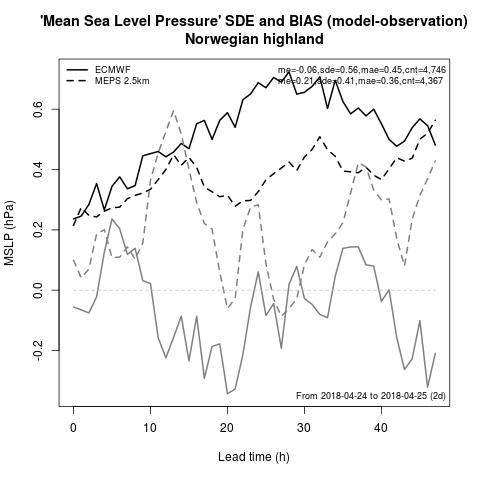 'Mean Sea Level Pressure' SDE and BIAS (model-observation)
Norwegian highland
ECMWF
me=-0.06,sde=0.56,mae=0.45,cnt=4,746
MEPS 2.5km
me=0.21,sde=0.41,mae=0.36,cnt=4,367
MSLP (hPa)
0.6
0.4
0.2
0.0
-0.2
From 2018-04-24 to 2018-04-25 (2d)
0 10 20 30 40
Lead time (h)